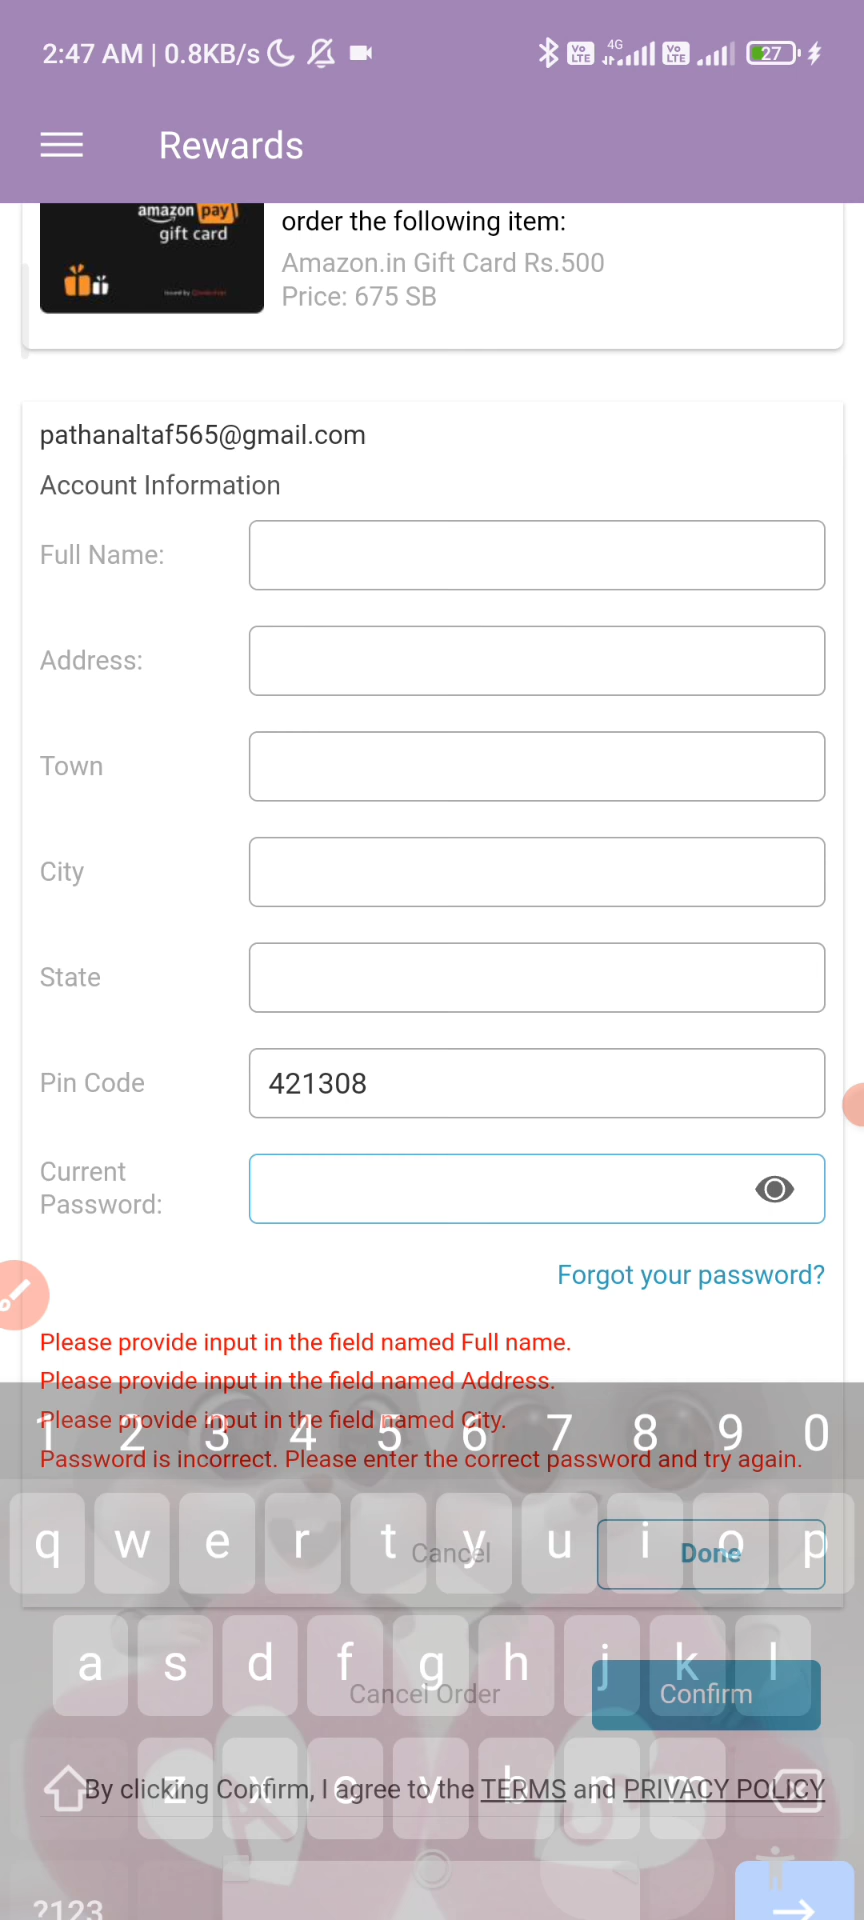 2:47 AM | 0.8KB/s
Vo LTE 4G Vo LTE 27
Rewards
amazon pay
gift card
order the following item:
Amazon.in Gift Card Rs.500
Price: 675 SB
pathanaltaf565@gmail.com
Account Information
Full Name:
Address:
Town
City
State
Pin Code 421308
Current
Password:
Forgot your password?
Please provide input in the field named Full name.
Please provide input in the field named Address.
Please provide input in the field named City.
Password is incorrect. Please enter the correct password and try again.
1 2 3 4 5 6 7 8 9 0
q w e r t y u i o p
Cancel Done
a s d f g h j k l
Cancel Order Confirm
z x c v b n m
By clicking Confirm, I agree to the TERMS and PRIVACY POLICY
?123